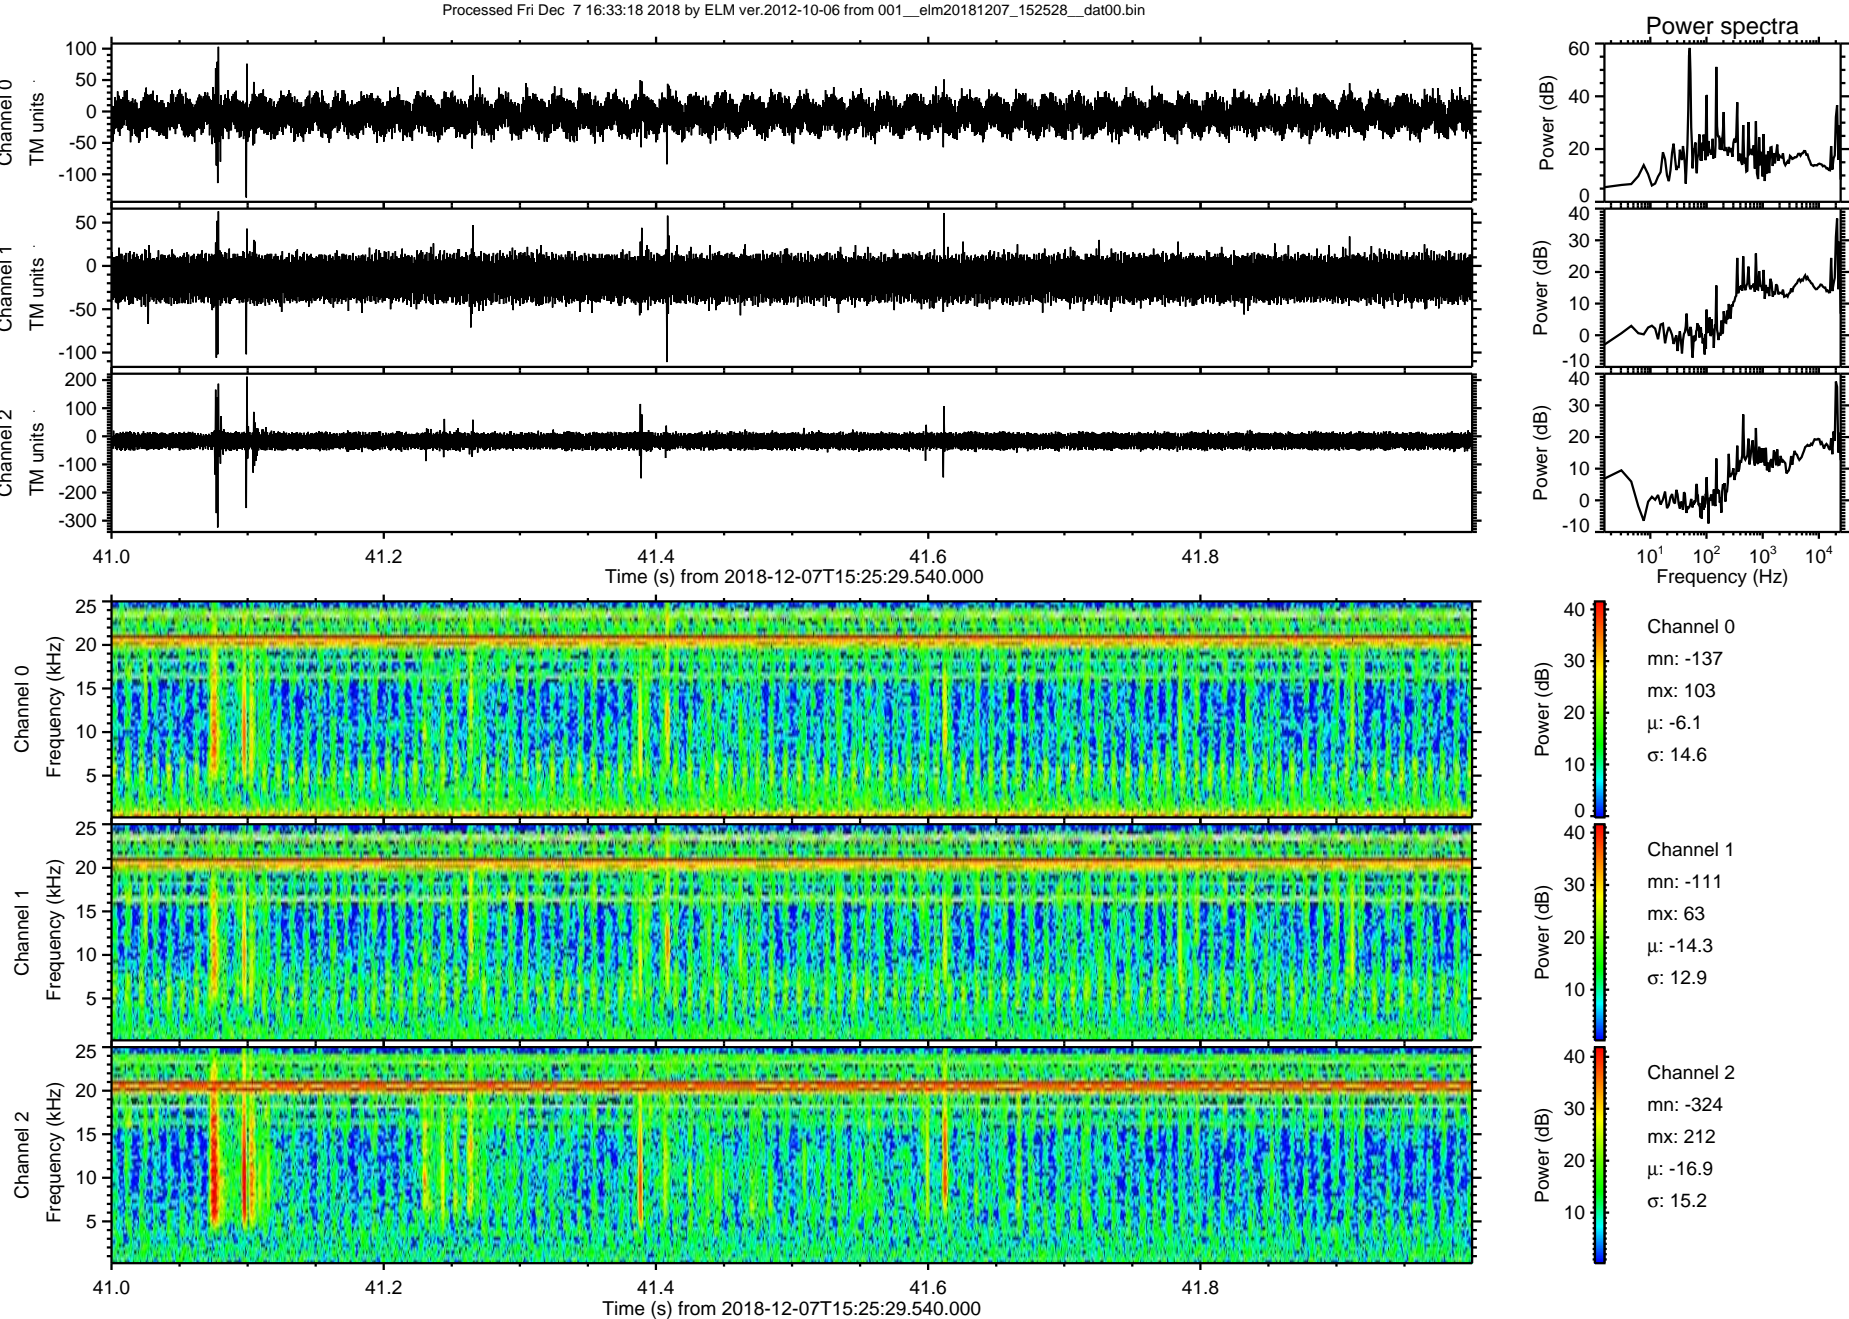 Processed Fri Dec  7 16:33:18 2018 by ELM ver.2012-10-06 from 001__elm20181207_152528__dat00.bin
Power spectra
Channel 0
TM units
100
50
0
-50
-100
Power (dB)
60
40
20
0
Channel 1
TM units
50
0
-50
-100
Power (dB)
40
30
20
10
0
-10
Channel 2
TM units
200
100
0
-100
-200
-300
Power (dB)
40
30
20
10
0
-10
41.0 41.2 41.4 41.6 41.8
Time (s) from 2018-12-07T15:25:29.540.000
10¹ 10² 10³ 10⁴
Frequency (Hz)
Channel 0
Frequency (kHz)
25
20
15
10
5
Power (dB)
40
30
20
10
0
Channel 0
mn: -137
mx: 103
μ: -6.1
σ: 14.6
Channel 1
Frequency (kHz)
25
20
15
10
5
Power (dB)
40
30
20
10
Channel 1
mn: -111
mx: 63
μ: -14.3
σ: 12.9
Channel 2
Frequency (kHz)
25
20
15
10
5
Power (dB)
40
30
20
10
Channel 2
mn: -324
mx: 212
μ: -16.9
σ: 15.2
41.0 41.2 41.4 41.6 41.8
Time (s) from 2018-12-07T15:25:29.540.000